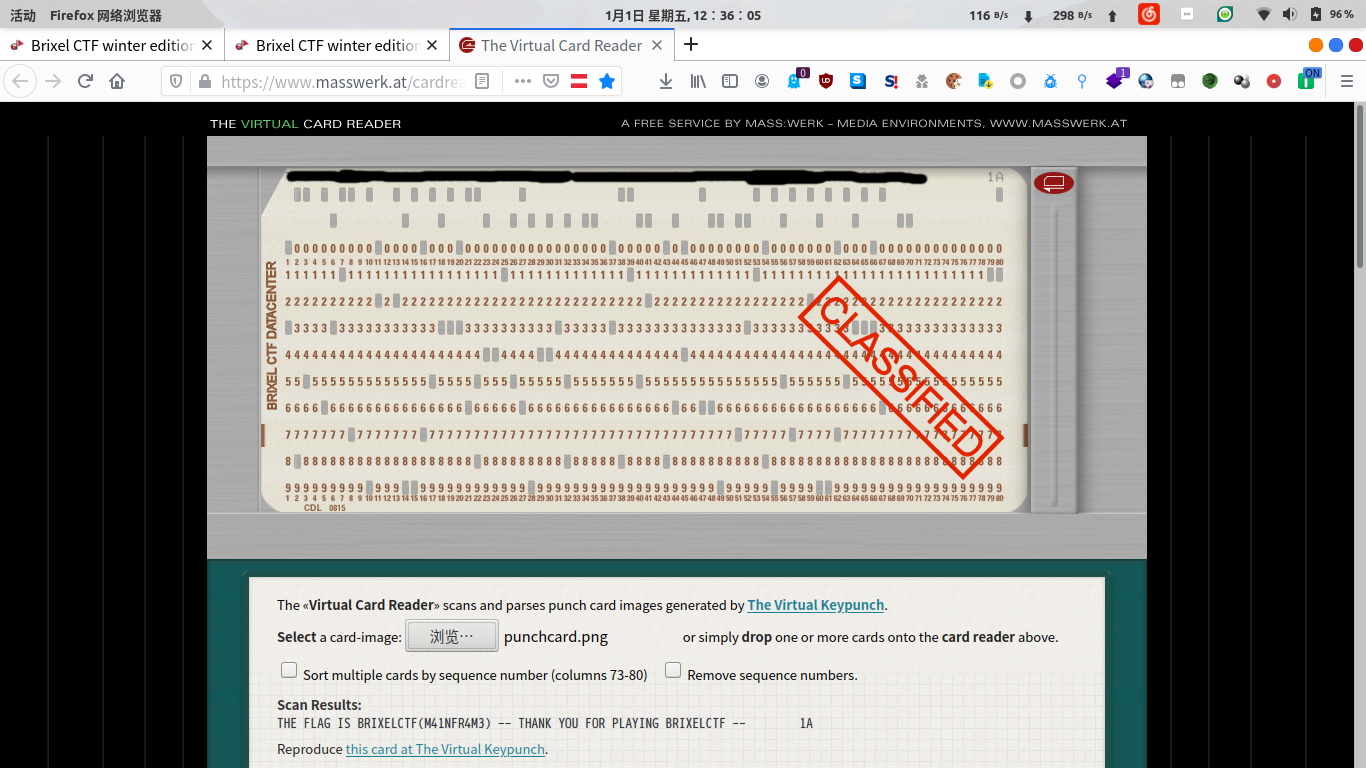 活动 Firefox 网络浏览器 1月1日 星期五, 12：36：05 116 B/s 298 B/s 96 %
Brixel CTF winter edition Brixel CTF winter edition The Virtual Card Reader
https://www.masswerk.at/cardrea 0 1 ON
THE VIRTUAL CARD READER A FREE SERVICE BY MASS:WERK – MEDIA ENVIRONMENTS, WWW.MASSWERK.AT
1A
BRIXEL CTF DATACENTER
CLASSIFIED
CDL 0815
The «Virtual Card Reader» scans and parses punch card images generated by The Virtual Keypunch.
Select a card-image: 浏览… punchcard.png or simply drop one or more cards onto the card reader above.
Sort multiple cards by sequence number (columns 73-80) Remove sequence numbers.
Scan Results:
THE FLAG IS BRIXELCTF(M41NFR4M3) -- THANK YOU FOR PLAYING BRIXELCTF -- 1A
Reproduce this card at The Virtual Keypunch.